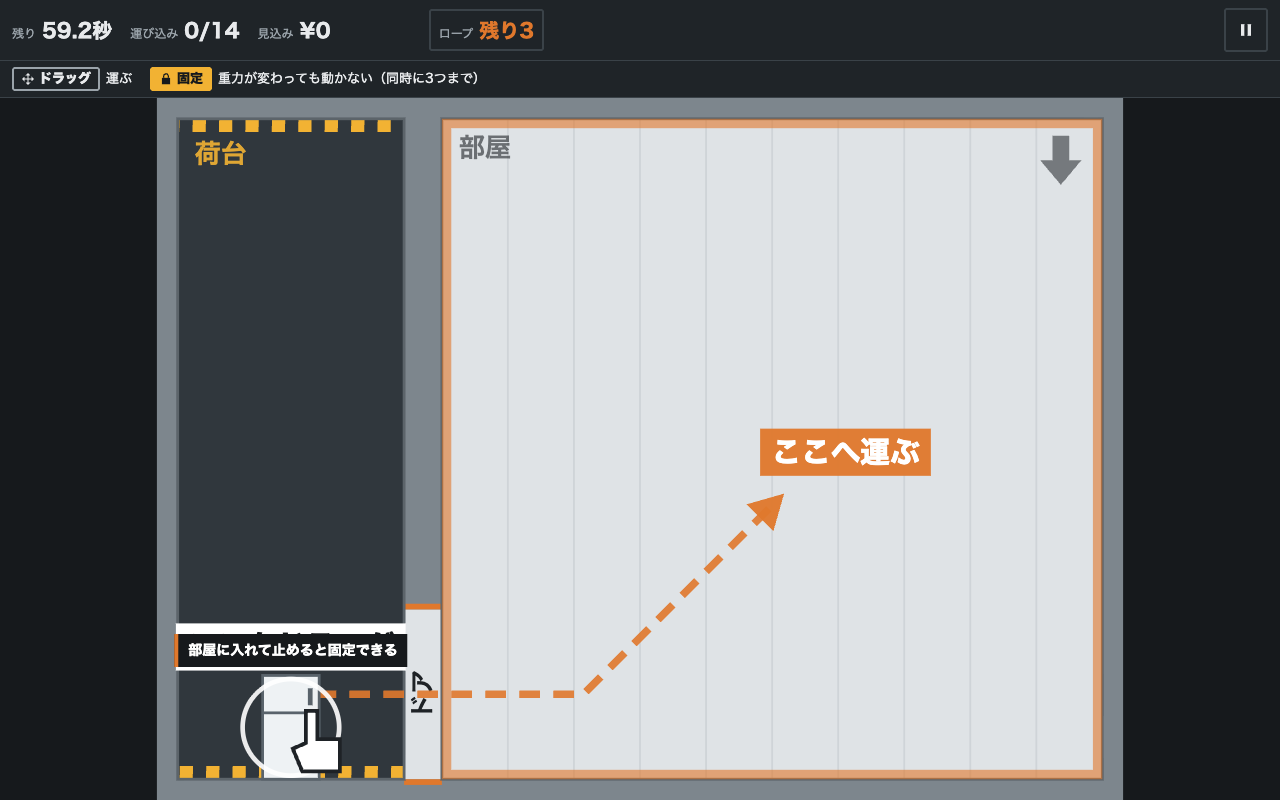 残り 59.2秒 運び込み 0/14 見込み ¥0
ロープ 残り3
ドラッグ 運ぶ 固定 重力が変わっても動かない（同時に3つまで）
荷台
部屋
ここへ運ぶ
部屋に入れて止めると固定できる
ドア